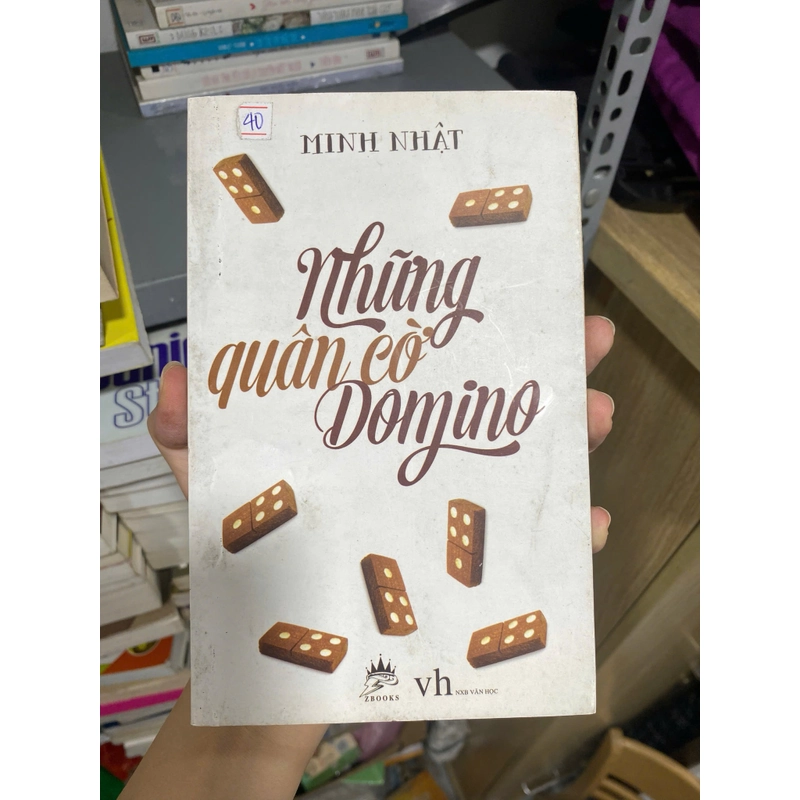 40
MINH NHẬT
Những
quân cờ
Domino
ZBOOKS
vh NXB VĂN HỌC